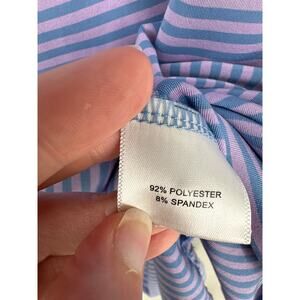 92% POLYESTER
8% SPANDEX